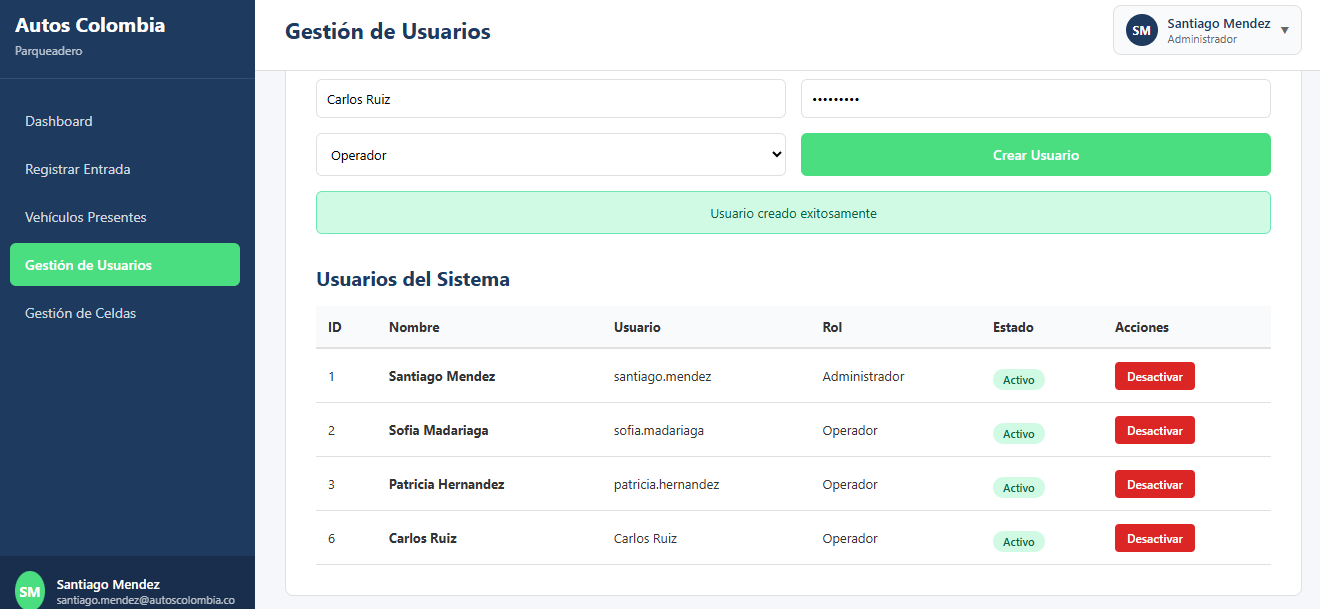 Autos Colombia
Parqueadero
Dashboard
Registrar Entrada
Vehículos Presentes
Gestión de Usuarios
Gestión de Celdas
SM
Santiago Mendez
santiago.mendez@autoscolombia.co
Gestión de Usuarios
SM
Santiago Mendez
Administrador
▼
Carlos Ruiz
•••••••••
Operador
Crear Usuario
Usuario creado exitosamente
Usuarios del Sistema
ID Nombre Usuario Rol Estado Acciones
1 Santiago Mendez santiago.mendez Administrador Activo Desactivar
2 Sofia Madariaga sofia.madariaga Operador Activo Desactivar
3 Patricia Hernandez patricia.hernandez Operador Activo Desactivar
6 Carlos Ruiz Carlos Ruiz Operador Activo Desactivar